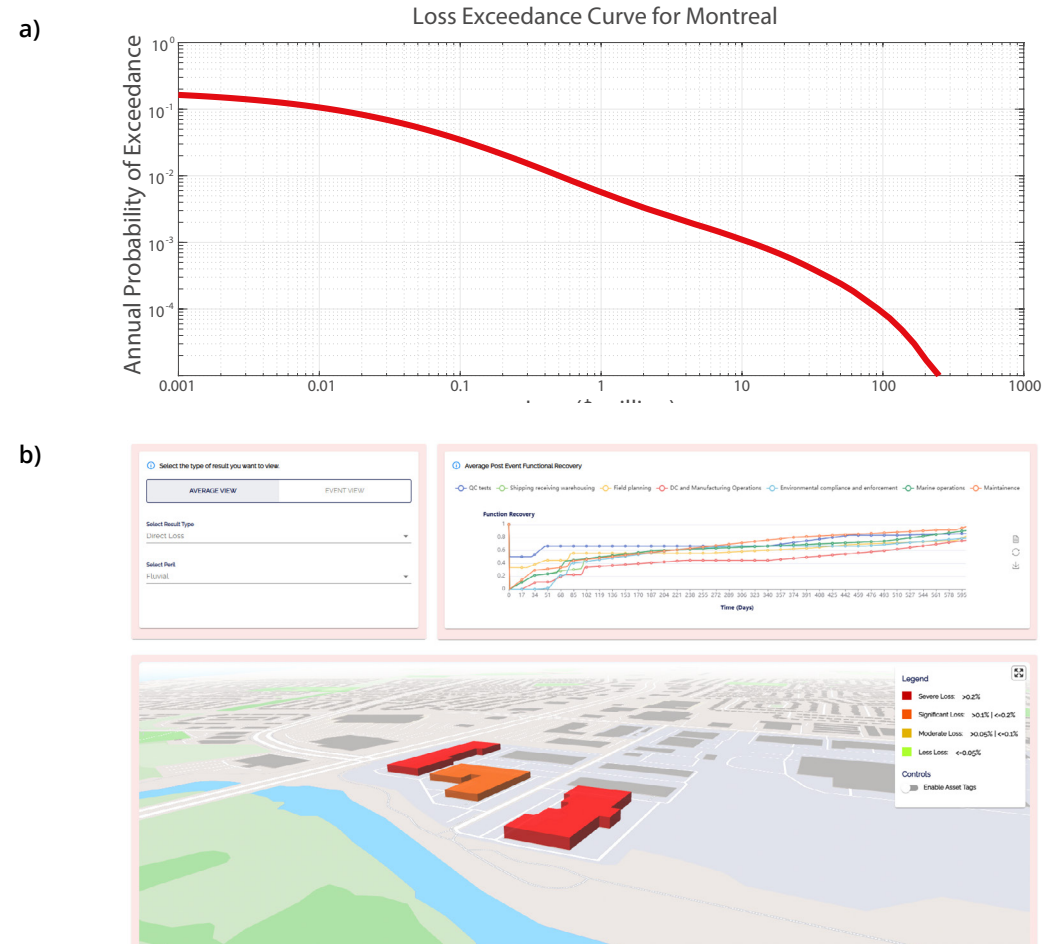 a)
Loss Exceedance Curve for Montreal
Annual Probability of Exceedance
10^0
10^-1
10^-2
10^-3
10^-4
0.001 0.01 0.1 1 10 100 1000
b)
Select the type of result you want to view.
AVERAGE VIEW EVENT VIEW
Select Result Type
Direct Loss
Select Peril
Fluvial
Average Post Event Functional Recovery
QC tests Shipping receiving warehousing Field planning DC and Manufacturing Operations Environmental compliance and enforcement Marine operations Maintainence
Function Recovery
1
0.8
0.6
0.4
0.2
0
0 17 34 51 68 85 102 119 136 153 170 187 204 221 238 255 272 289 306 323 340 357 374 391 408 425 442 459 476 493 510 527 544 561 578 595
Time (Days)
Legend
Severe Loss: >0.2%
Significant Loss: >0.1% | <=0.2%
Moderate Loss: >0.05% | <=0.1%
Less Loss: <=0.05%
Controls
Enable Asset Tags